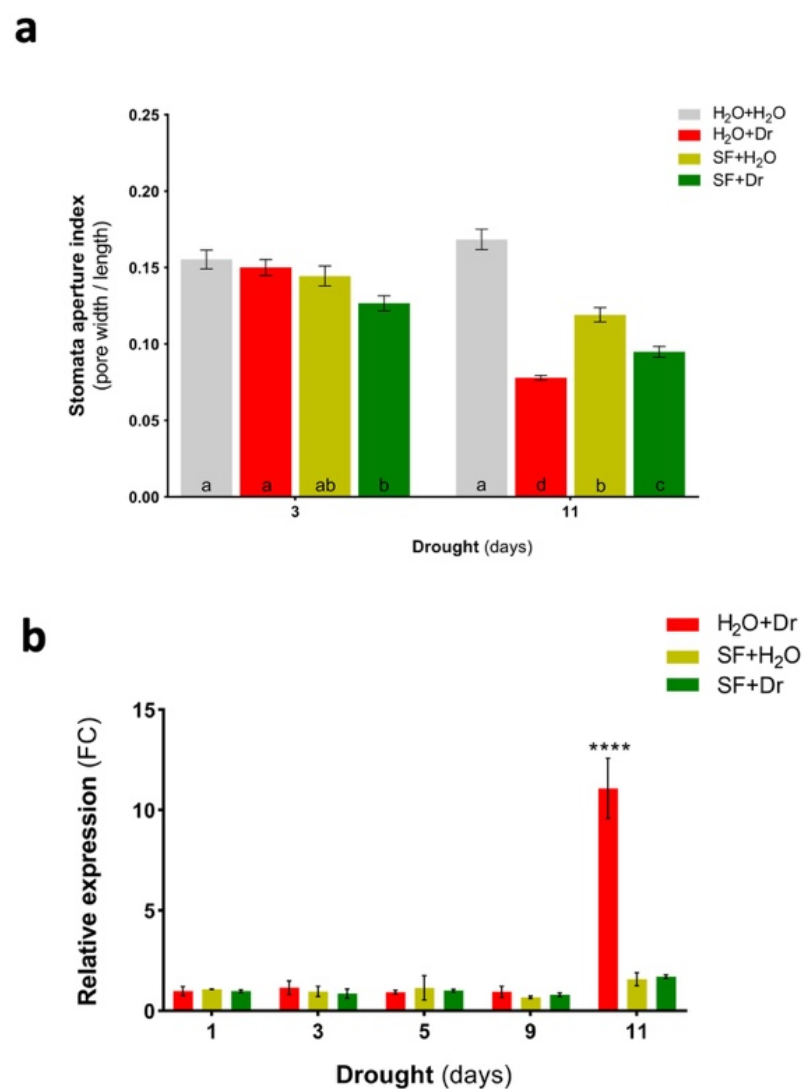 a
H₂O+H₂O
H₂O+Dr
SF+H₂O
SF+Dr
Stomata aperture index
(pore width / length)
0.25
0.20
0.15
0.10
0.05
0.00
a a ab b a d b c
3 11
Drought (days)
b
H₂O+Dr
SF+H₂O
SF+Dr
Relative expression (FC)
15
10
5
0
****
1 3 5 9 11
Drought (days)